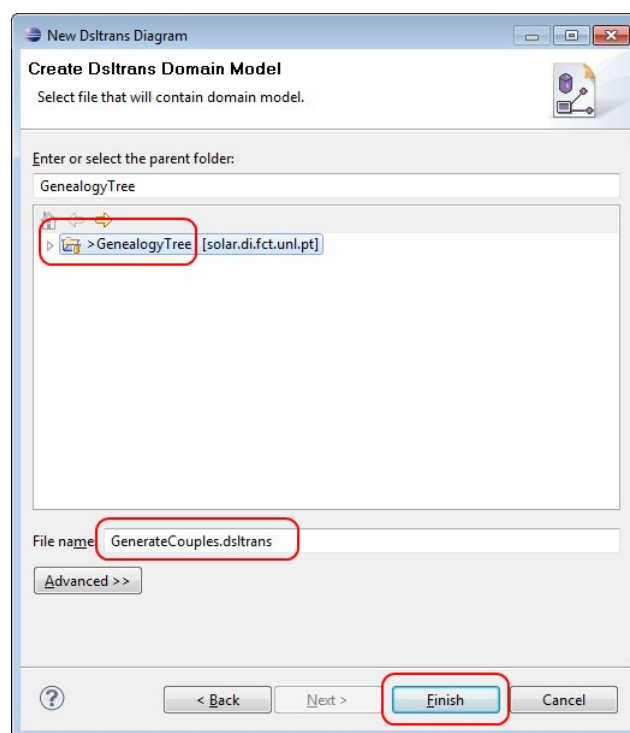 New Dsltrans Diagram
Create Dsltrans Domain Model
Select file that will contain domain model.
Enter or select the parent folder:
GenealogyTree
>GenealogyTree [solar.di.fct.unl.pt]
File name: GenerateCouples.dsltrans
Advanced >>
? < Back Next > Finish Cancel